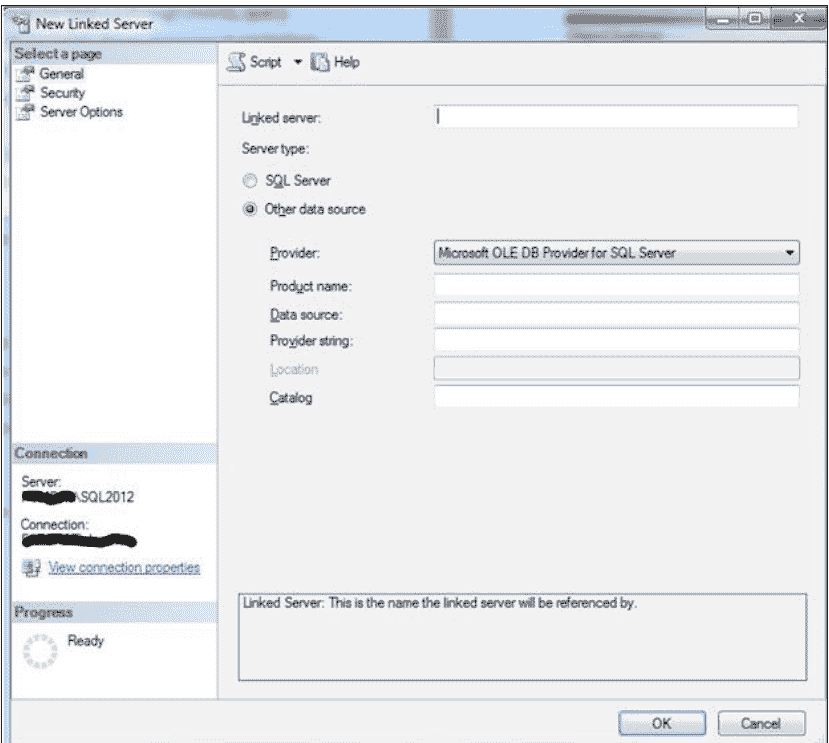 New Linked Server
Select a page
General
Security
Server Options
Script Help
Linked server:
Server type:
SQL Server
Other data source
Provider: Microsoft OLE DB Provider for SQL Server
Product name:
Data source:
Provider string:
Location
Catalog
Connection
Server:
\SQL2012
Connection:
View connection properties
Progress
Ready
Linked Server: This is the name the linked server will be referenced by.
OK Cancel